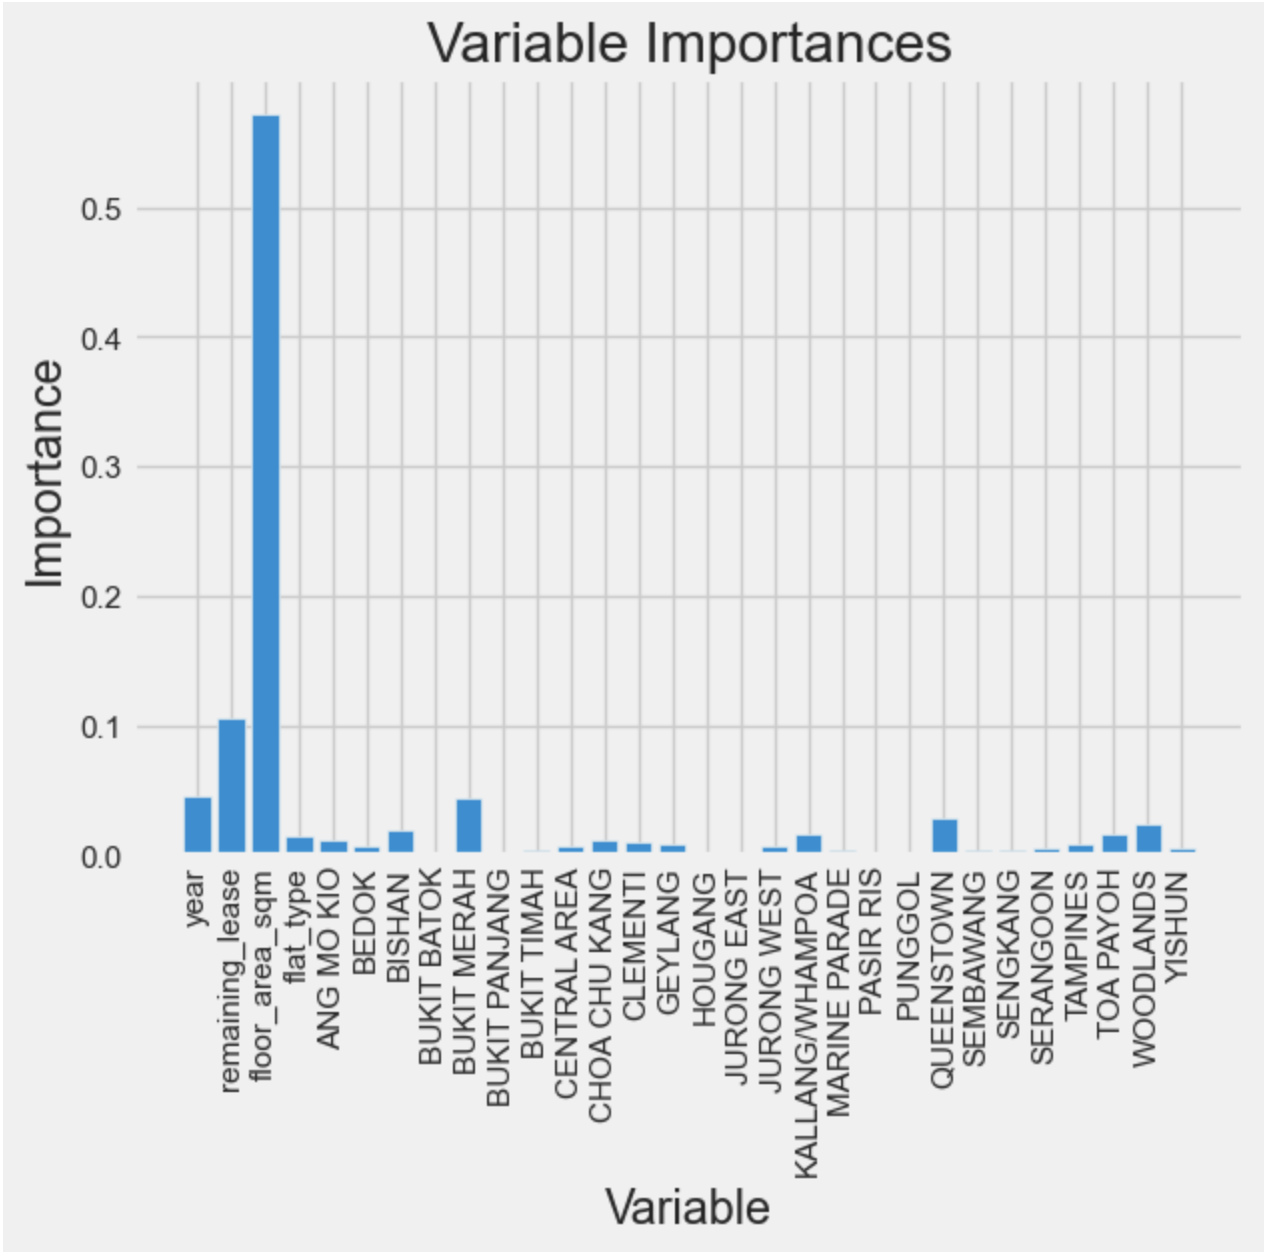 Variable Importances
Importance
0.5
0.4
0.3
0.2
0.1
0.0
year
remaining_lease
floor_area_sqm
flat_type
ANG MO KIO
BEDOK
BISHAN
BUKIT BATOK
BUKIT MERAH
BUKIT PANJANG
BUKIT TIMAH
CENTRAL AREA
CHOA CHU KANG
CLEMENTI
GEYLANG
HOUGANG
JURONG EAST
JURONG WEST
KALLANG/WHAMPOA
MARINE PARADE
PASIR RIS
PUNGGOL
QUEENSTOWN
SEMBAWANG
SENGKANG
SERANGOON
TAMPINES
TOA PAYOH
WOODLANDS
YISHUN
Variable